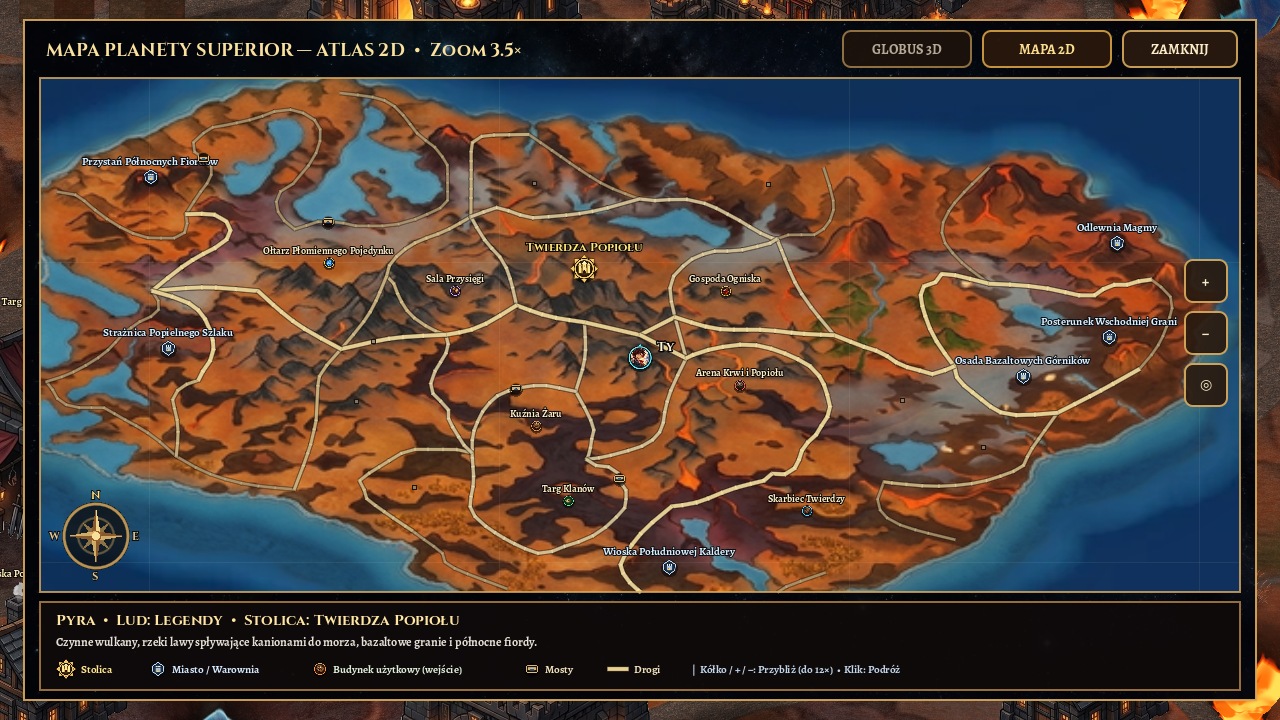 MAPA PLANETY SUPERIOR — ATLAS 2D • ZOOM 3.5×
GLOBUS 3D
MAPA 2D
ZAMKNIJ
Przystań Północnych Fiordów
Odlewnia Magmy
Twierdza Popiołu
Ołtarz Płomiennego Pojedynku
Sala Przysięgi
Gospoda Ogniska
+
Targ
Strażnica Popielnego Szlaku
Posterunek Wschodniej Grani
−
TY
Osada Bazaltowych Górników
Arena Krwi i Popiołu
◎
Kuźnia Żaru
Targ Klanów
Skarbiec Twierdzy
N
W
E
S
Wioska Południowej Kaldery
ska Po
Pyra • Lud: Legendy • Stolica: Twierdza Popiołu
Czynne wulkany, rzeki lawy spływające kanionami do morza, bazaltowe granie i północne fiordy.
Stolica
Miasto / Warownia
Budynek użytkowy (wejście)
Mosty
Drogi
| Kółko / + / −: Przybliż (do 12×) • Klik: Podróż